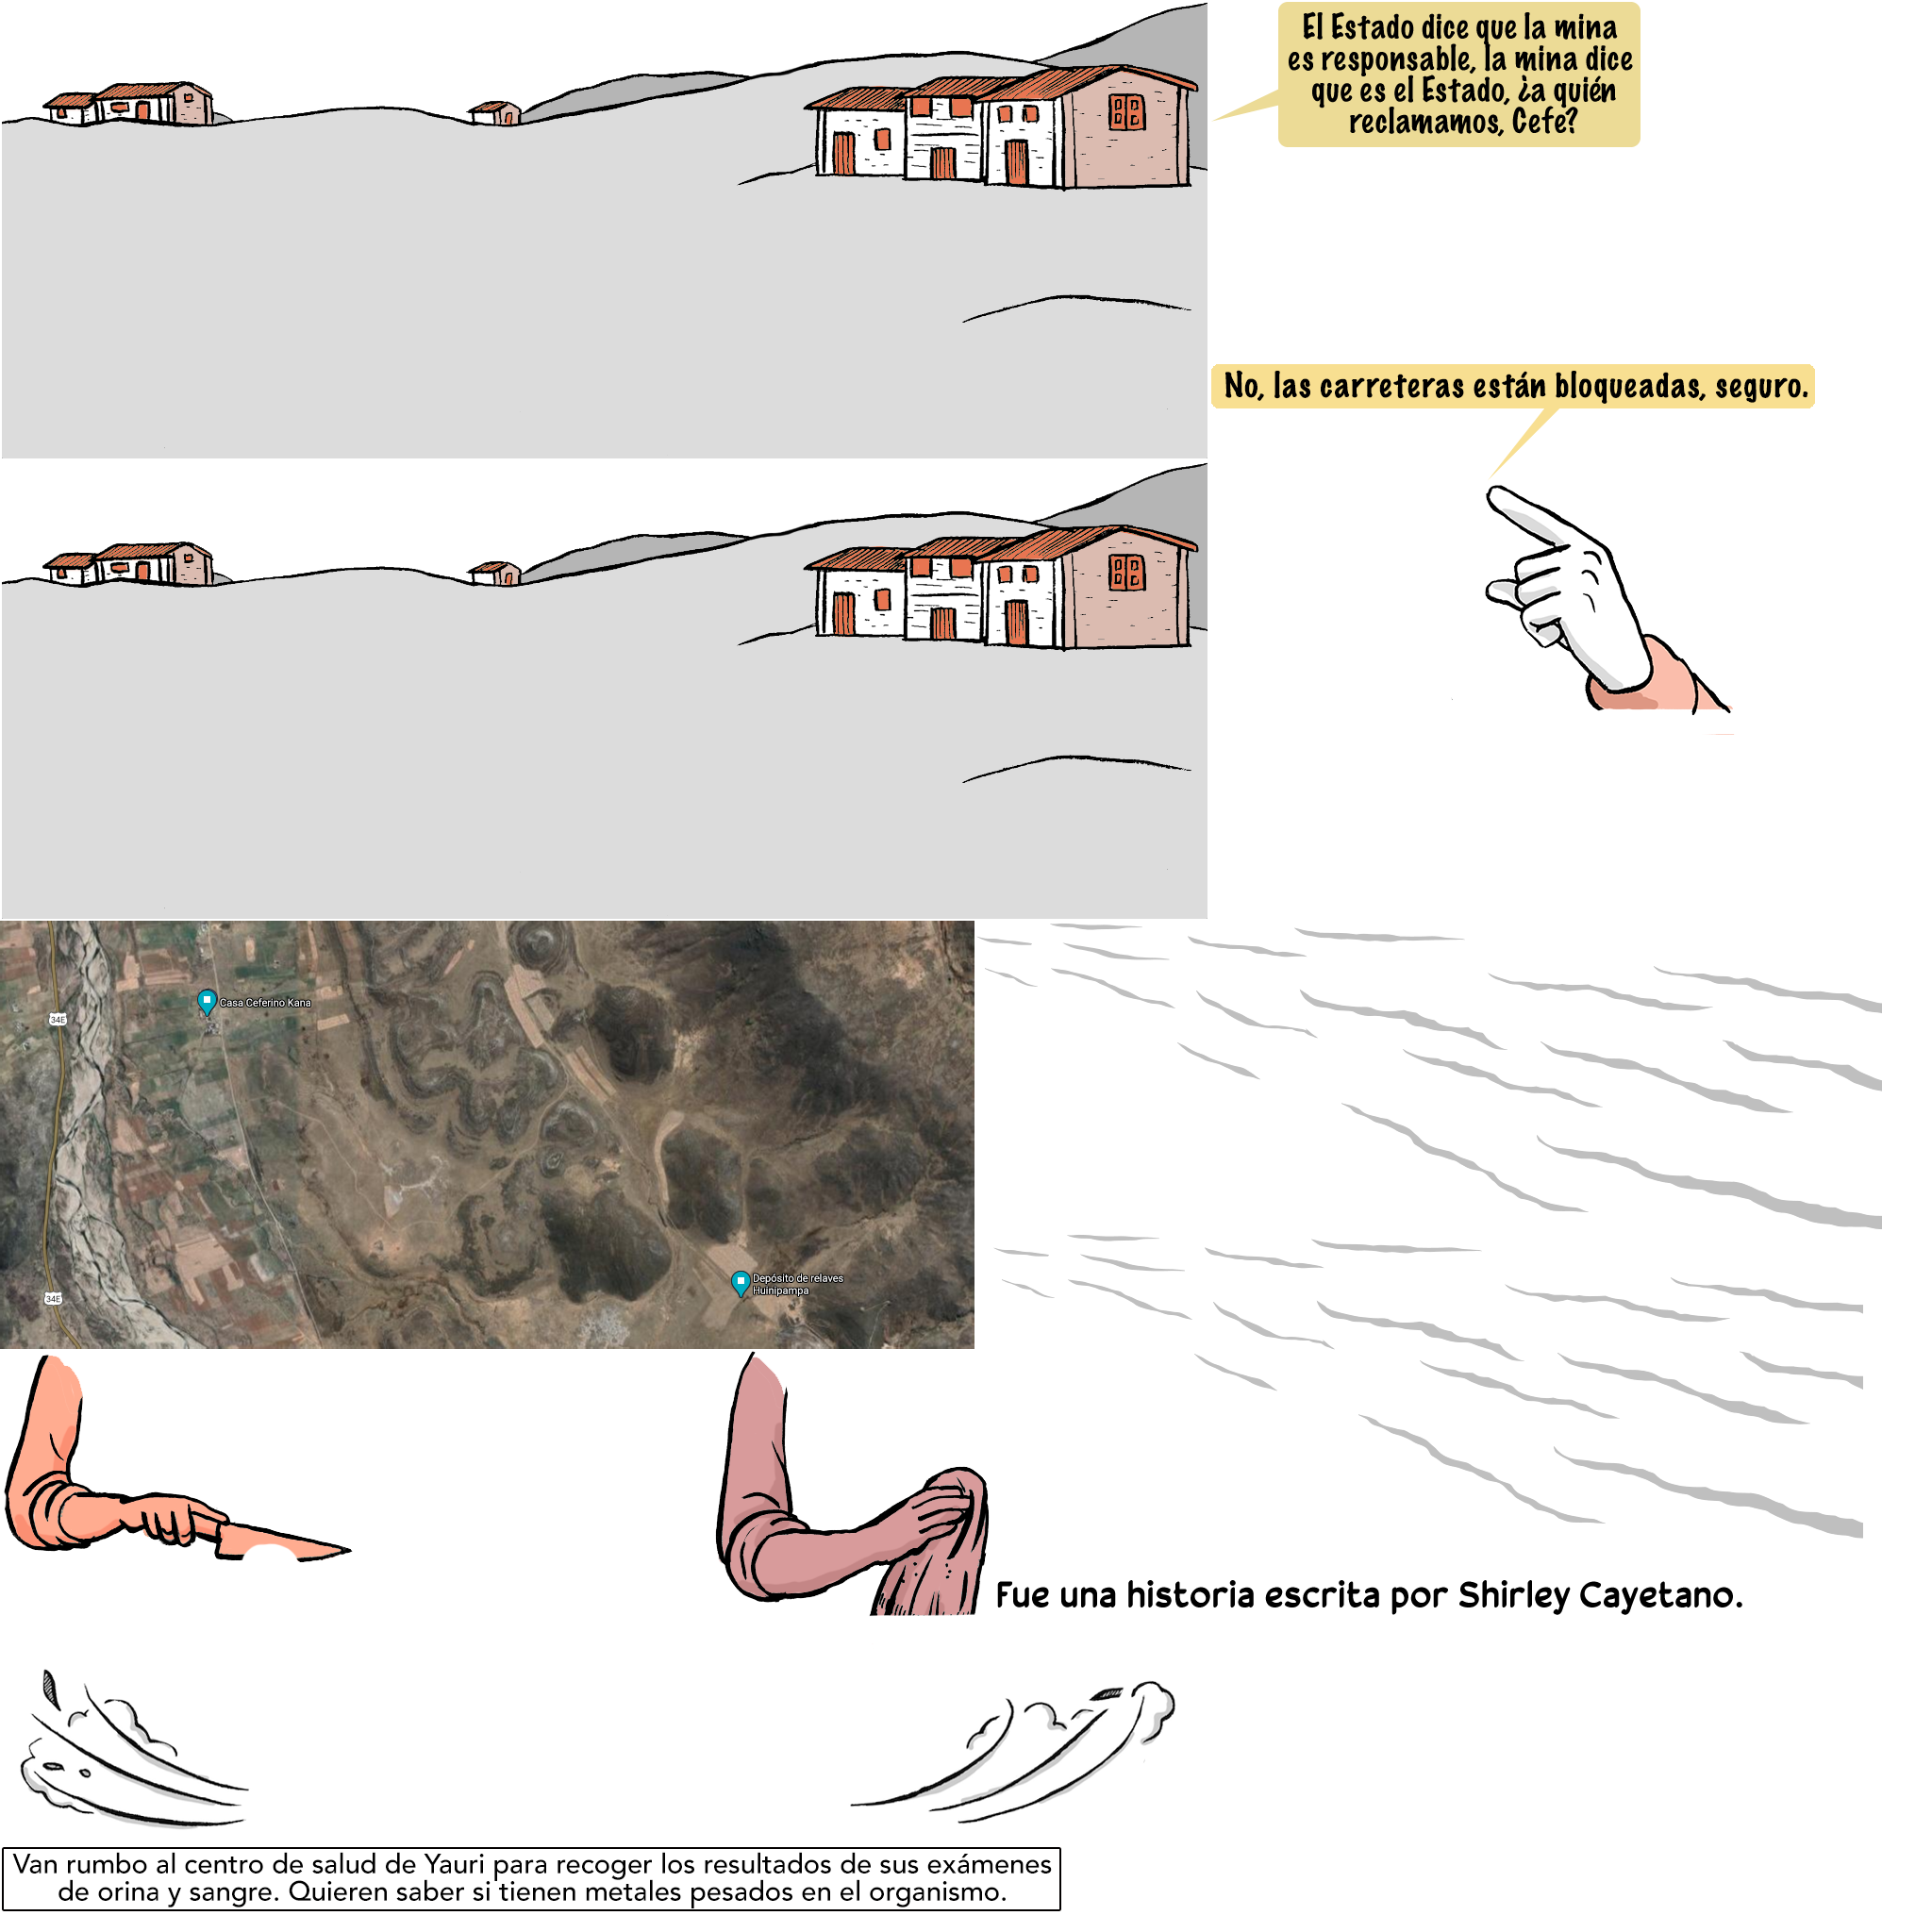 El Estado dice que la mina
es responsable, la mina dice
que es el Estado, ¿a quién
reclamamos, Cefe?
No, las carreteras están bloqueadas, seguro.
Casa Ceferino Kana
34E
Depósito de relaves
Huinipampa
34E
Fue una historia escrita por Shirley Cayetano.
Van rumbo al centro de salud de Yauri para recoger los resultados de sus exámenes
de orina y sangre. Quieren saber si tienen metales pesados en el organismo.